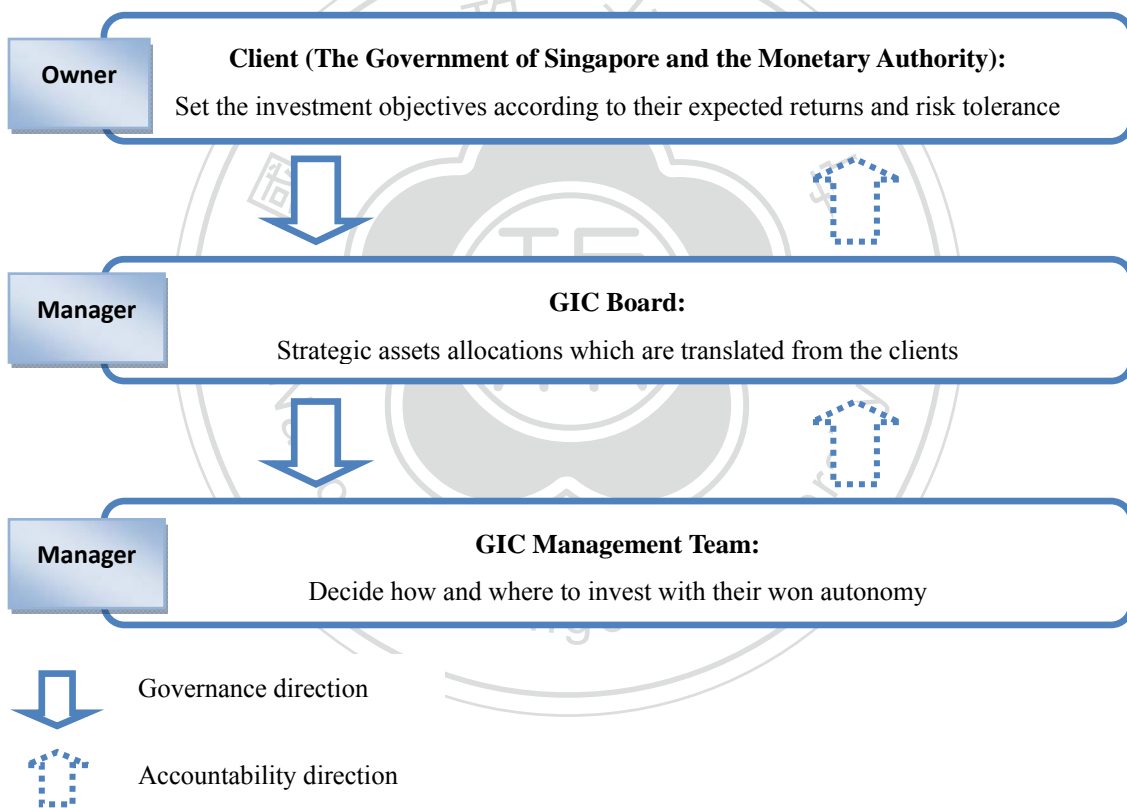 Owner
Client (The Government of Singapore and the Monetary Authority):
Set the investment objectives according to their expected returns and risk tolerance
Manager
GIC Board:
Strategic assets allocations which are translated from the clients
Manager
GIC Management Team:
Decide how and where to invest with their won autonomy
Governance direction
Accountability direction